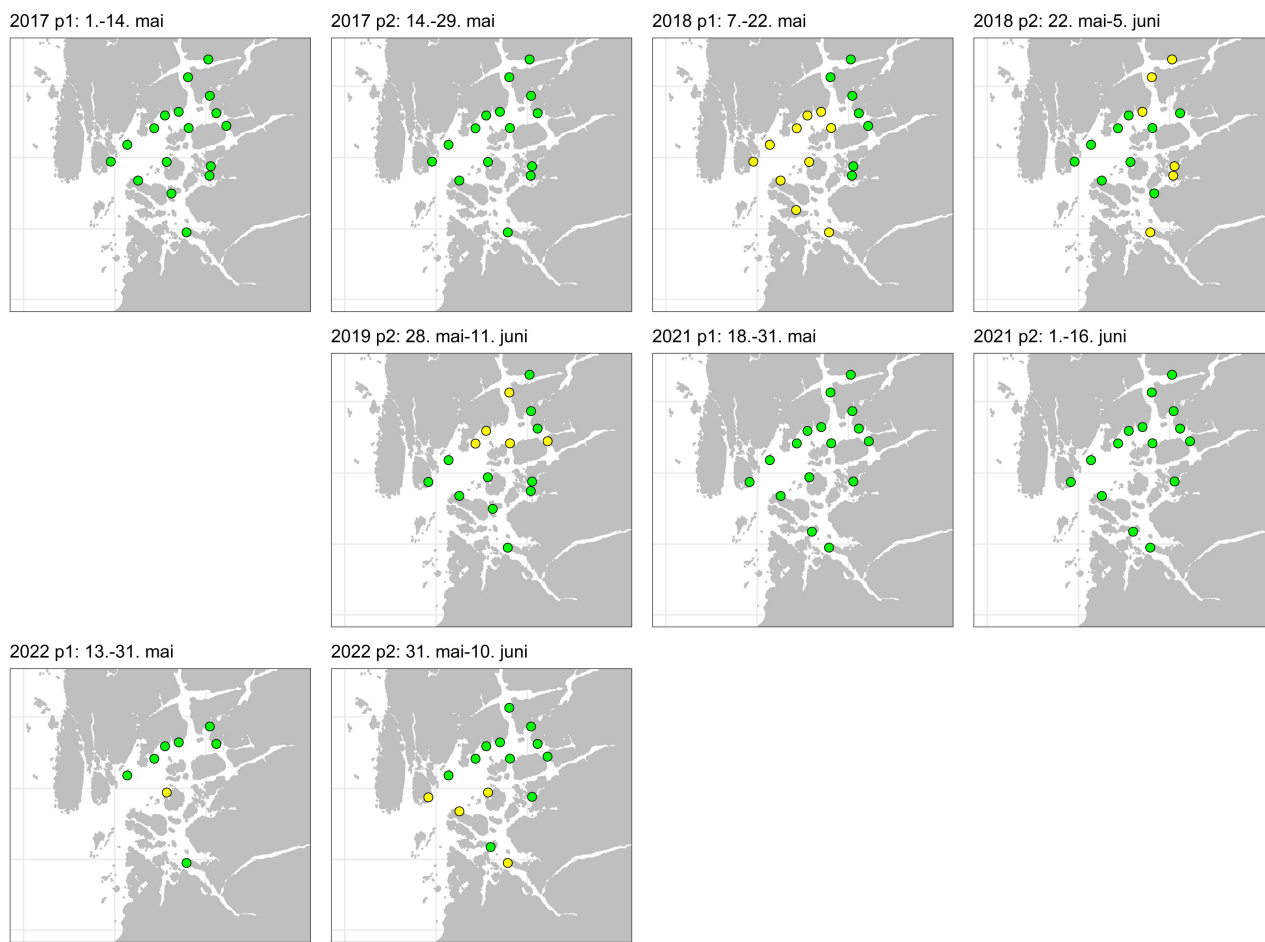 2017 p1: 1.-14. mai
2017 p2: 14.-29. mai
2018 p1: 7.-22. mai
2018 p2: 22. mai-5. juni
2019 p2: 28. mai-11. juni
2021 p1: 18.-31. mai
2021 p2: 1.-16. juni
2022 p1: 13.-31. mai
2022 p2: 31. mai-10. juni